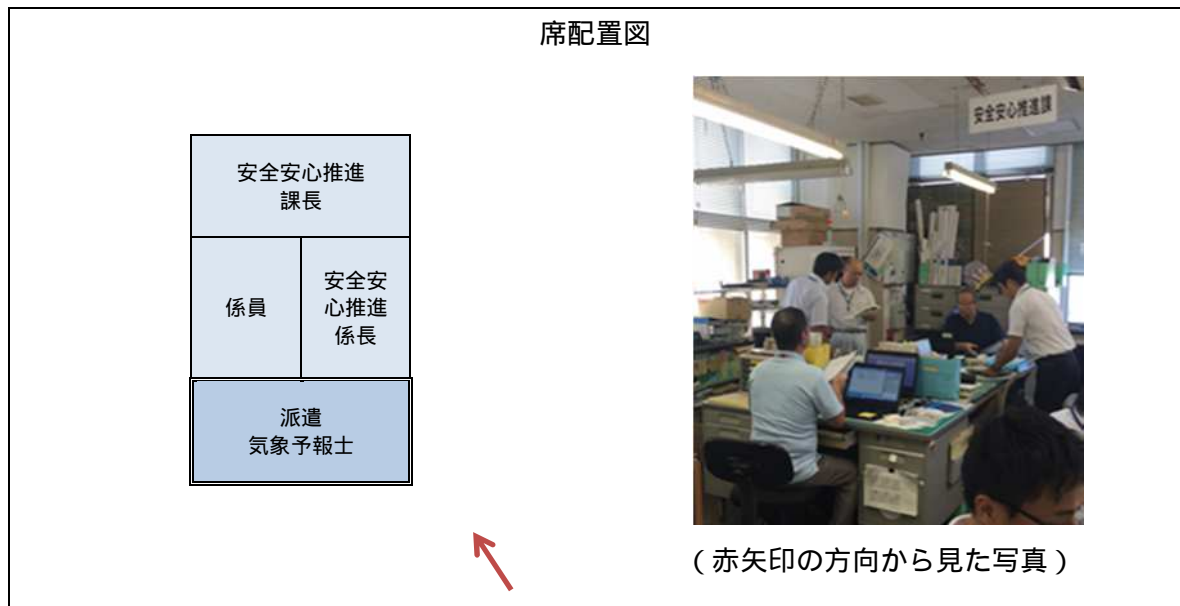 席配置図
安全安心推進
課長
係員
安全安
心推進
係長
派遣
気象予報士
安全安心推進課
(赤矢印の方向から見た写真)